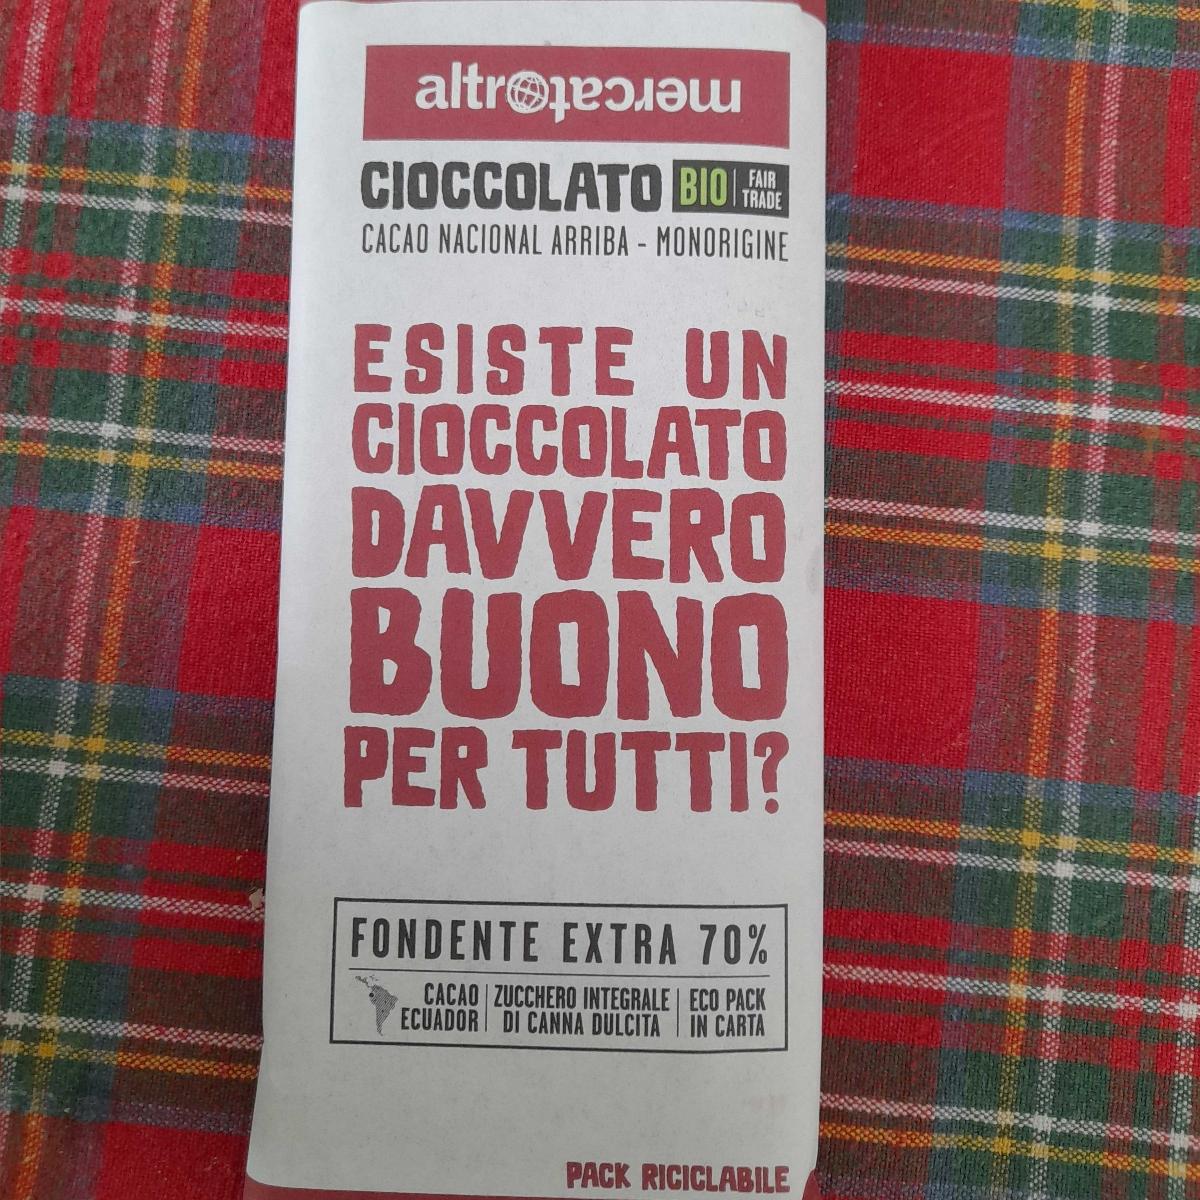 altromercato
CIOCCOLATO BIO FAIR TRADE
CACAO NACIONAL ARRIBA - MONORIGINE
ESISTE UN
CIOCCOLATO
DAVVERO
BUONO
PER TUTTI?
FONDENTE EXTRA 70%
CACAO ECUADOR
ZUCCHERO INTEGRALE DI CANNA DULCITA
ECO PACK IN CARTA
PACK RICICLABILE